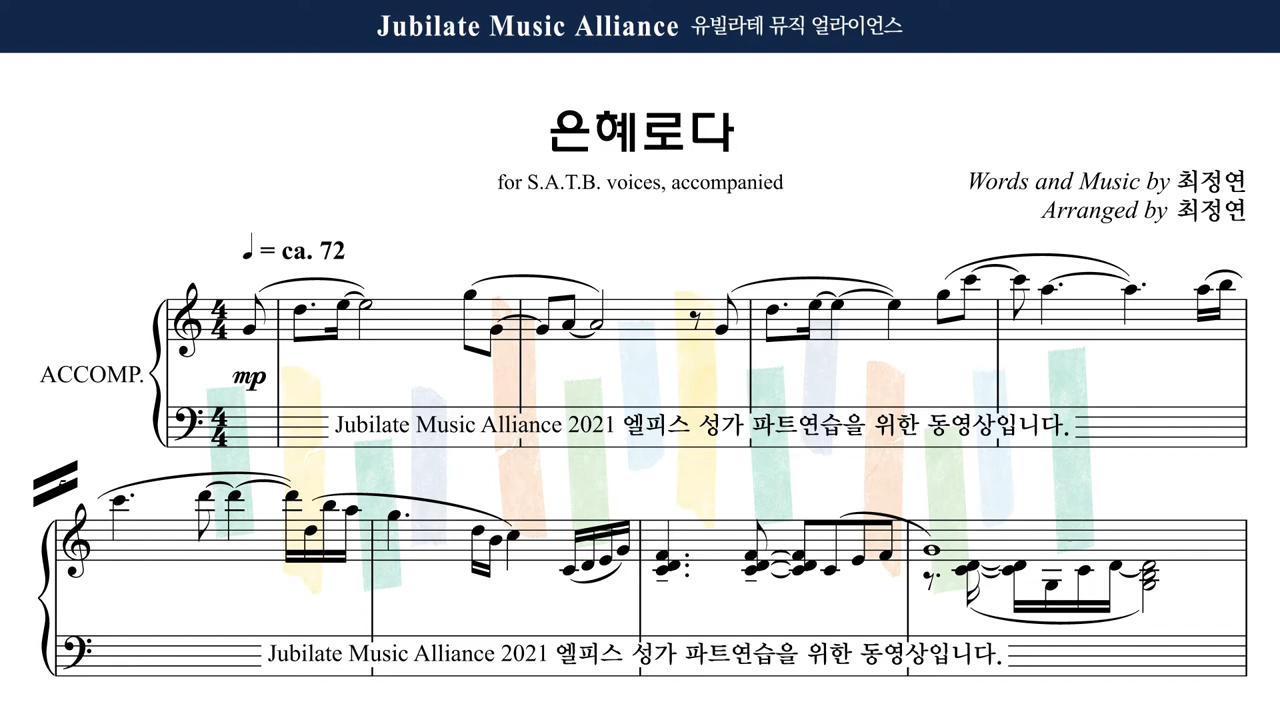 Jubilate Music Alliance 유빌라테 뮤직 얼라이언스
은혜로다
for S.A.T.B. voices, accompanied
Words and Music by 최정연
Arranged by 최정연
♩ = ca. 72
ACCOMP.
mp
Jubilate Music Alliance 2021 엘피스 성가 파트연습을 위한 동영상입니다.
Jubilate Music Alliance 2021 엘피스 성가 파트연습을 위한 동영상입니다.